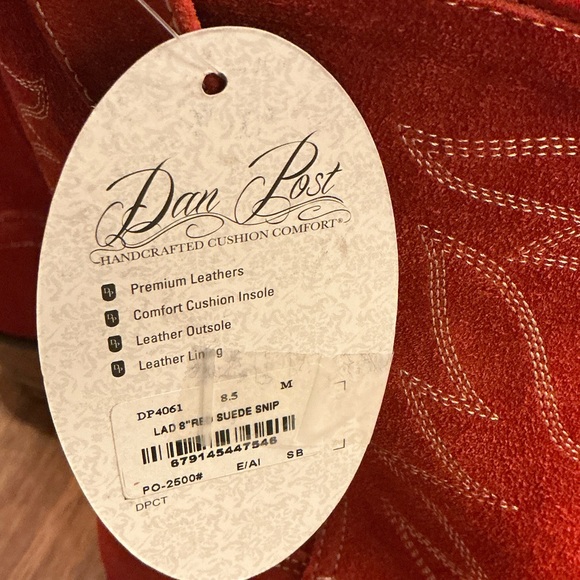 Dan Post
HANDCRAFTED CUSHION COMFORT®
Premium Leathers
Comfort Cushion Insole
Leather Outsole
Leather Lining
DP4061 8.5 M
LAD 8"RED SUEDE SNIP
679145447546
PO-2500# E/AI SB
DPCT